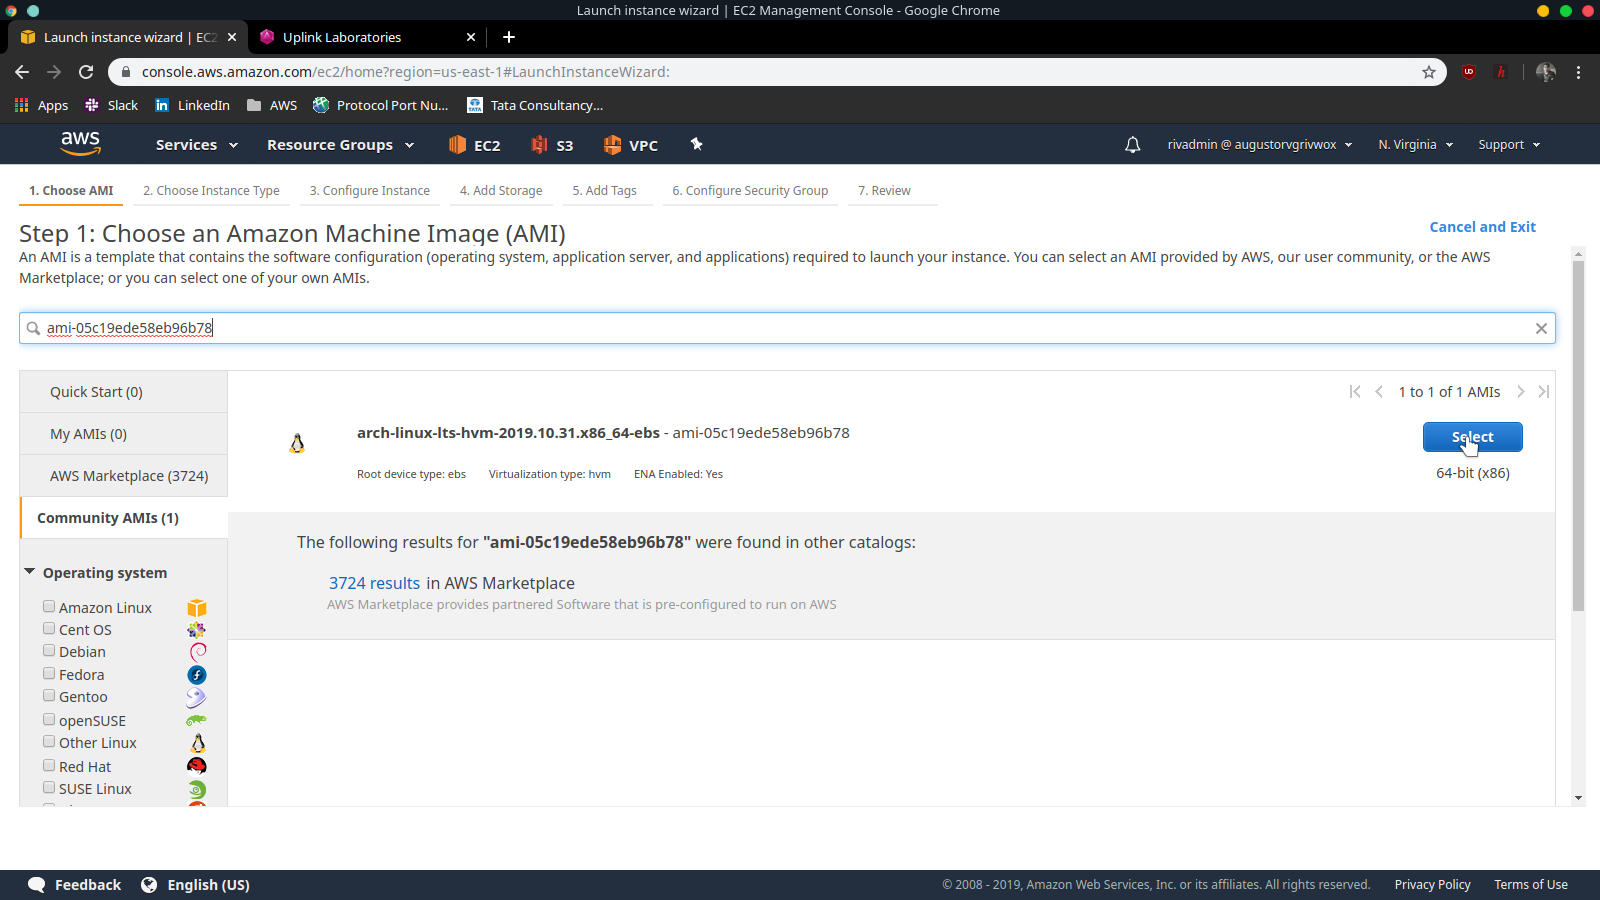 Launch instance wizard | EC2 Management Console - Google Chrome
Launch instance wizard | EC2
Uplink Laboratories
console.aws.amazon.com/ec2/home?region=us-east-1#LaunchInstanceWizard:
Apps Slack LinkedIn AWS Protocol Port Nu... TATA Tata Consultancy...
aws Services Resource Groups EC2 S3 VPC rivadmin @ augustorvgrivwox N. Virginia Support
1. Choose AMI 2. Choose Instance Type 3. Configure Instance 4. Add Storage 5. Add Tags 6. Configure Security Group 7. Review
Step 1: Choose an Amazon Machine Image (AMI)
Cancel and Exit
An AMI is a template that contains the software configuration (operating system, application server, and applications) required to launch your instance. You can select an AMI provided by AWS, our user community, or the AWS
Marketplace; or you can select one of your own AMIs.
ami-05c19ede58eb96b78
Quick Start (0)
My AMIs (0)
AWS Marketplace (3724)
Community AMIs (1)
Operating system
Amazon Linux
Cent OS
Debian
Fedora
Gentoo
openSUSE
Other Linux
Red Hat
SUSE Linux
1 to 1 of 1 AMIs
arch-linux-lts-hvm-2019.10.31.x86_64-ebs - ami-05c19ede58eb96b78
Select
Root device type: ebs Virtualization type: hvm ENA Enabled: Yes
64-bit (x86)
The following results for "ami-05c19ede58eb96b78" were found in other catalogs:
3724 results in AWS Marketplace
AWS Marketplace provides partnered Software that is pre-configured to run on AWS
Feedback English (US) © 2008 - 2019, Amazon Web Services, Inc. or its affiliates. All rights reserved. Privacy Policy Terms of Use